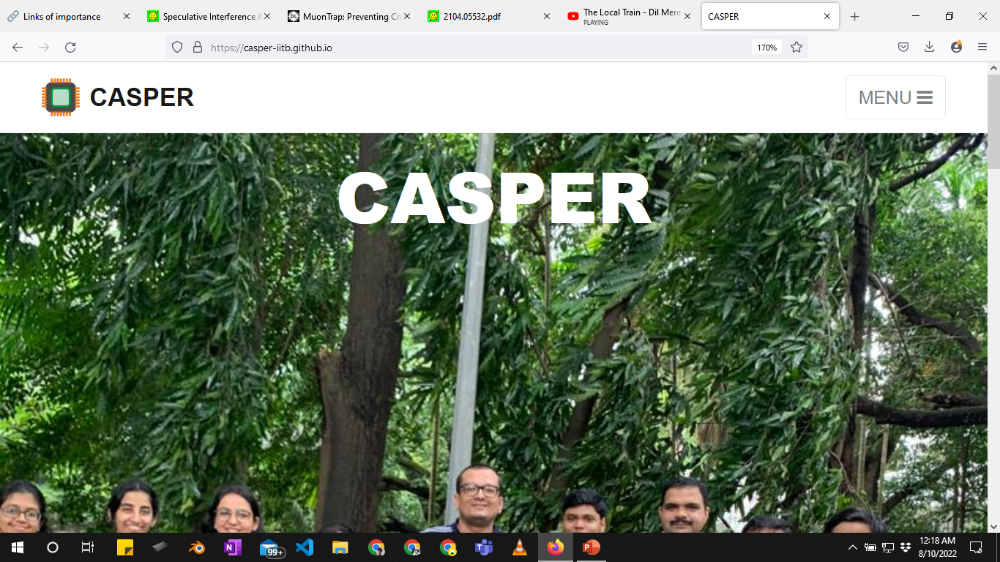 Links of importance
Speculative Interference A
MuonTrap: Preventing Cr
2104.05532.pdf
The Local Train - Dil Mere
PLAYING
CASPER
https://casper-iitb.github.io
170%
CASPER
MENU
CASPER
99+
12:18 AM
8/10/2022